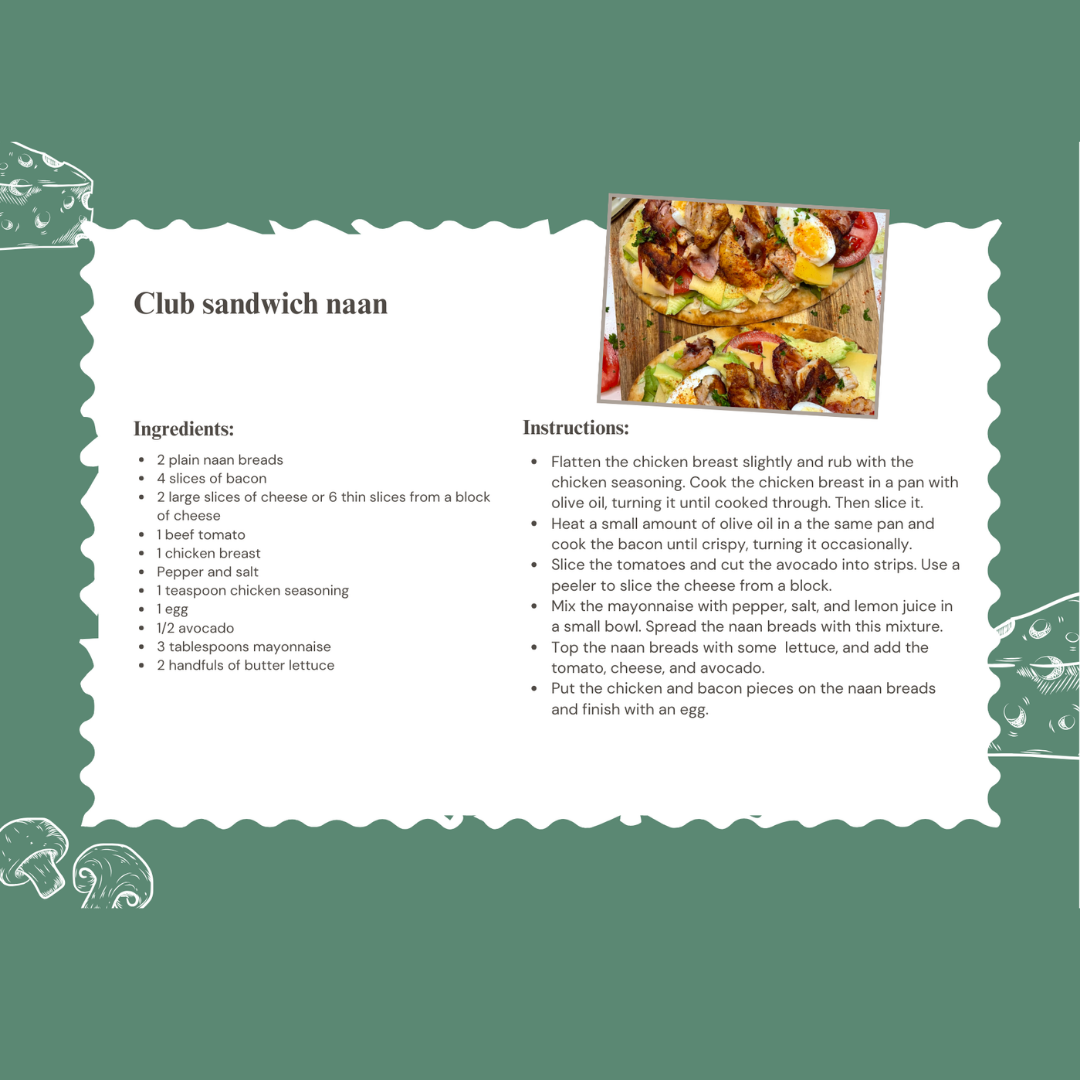 Club sandwich naan
Ingredients:
• 2 plain naan breads
• 4 slices of bacon
• 2 large slices of cheese or 6 thin slices from a block
of cheese
• 1 beef tomato
• 1 chicken breast
• Pepper and salt
• 1 teaspoon chicken seasoning
• 1 egg
• 1/2 avocado
• 3 tablespoons mayonnaise
• 2 handfuls of butter lettuce
Instructions:
• Flatten the chicken breast slightly and rub with the
chicken seasoning. Cook the chicken breast in a pan with
olive oil, turning it until cooked through. Then slice it.
• Heat a small amount of olive oil in a the same pan and
cook the bacon until crispy, turning it occasionally.
• Slice the tomatoes and cut the avocado into strips. Use a
peeler to slice the cheese from a block.
• Mix the mayonnaise with pepper, salt, and lemon juice in
a small bowl. Spread the naan breads with this mixture.
• Top the naan breads with some  lettuce, and add the
tomato, cheese, and avocado.
• Put the chicken and bacon pieces on the naan breads
and finish with an egg.